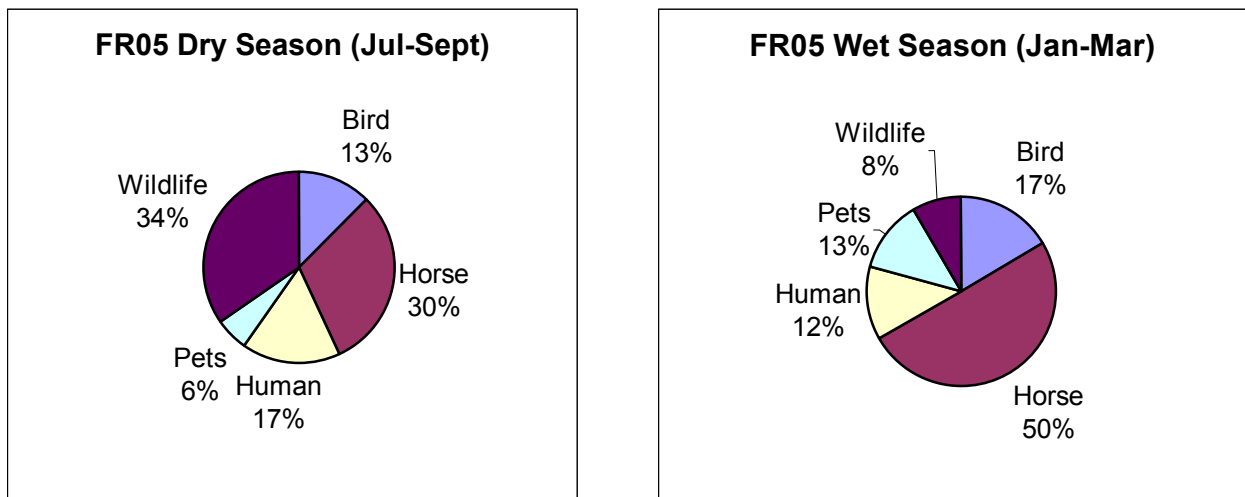 FR05 Dry Season (Jul-Sept)
Bird
13%
Horse
30%
Human
17%
Pets
6%
Wildlife
34%
FR05 Wet Season (Jan-Mar)
Bird
17%
Horse
50%
Human
12%
Pets
13%
Wildlife
8%